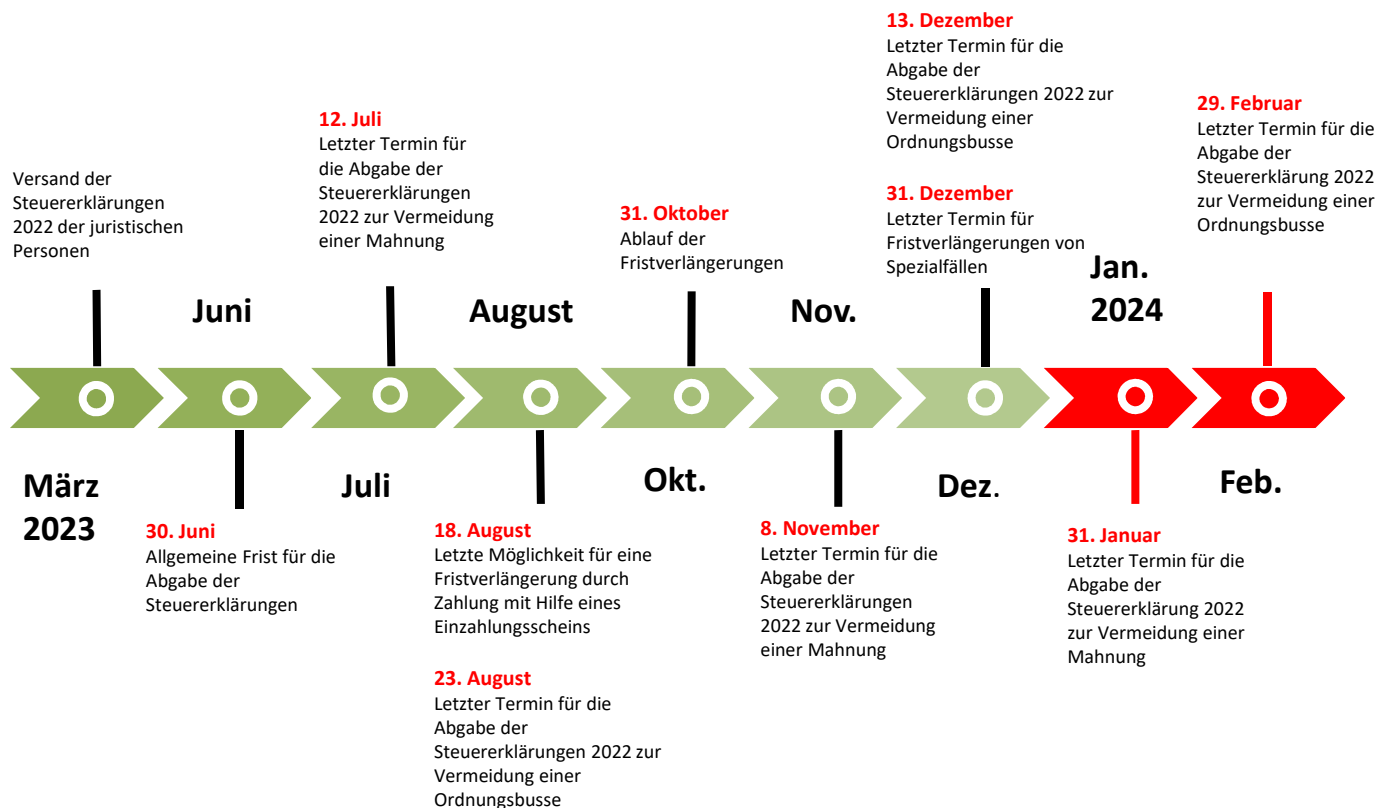 Versand der
Steuererklärungen
2022 der juristischen
Personen
März
2023
Juni
30. Juni
Allgemeine Frist für die
Abgabe der
Steuererklärungen
12. Juli
Letzter Termin für
die Abgabe der
Steuererklärungen
2022 zur Vermeidung
einer Mahnung
Juli
August
18. August
Letzte Möglichkeit für eine
Fristverlängerung durch
Zahlung mit Hilfe eines
Einzahlungsscheins
23. August
Letzter Termin für die
Abgabe der
Steuererklärungen 2022 zur
Vermeidung einer
Ordnungsbusse
31. Oktober
Ablauf der
Fristverlängerungen
Okt.
Nov.
8. November
Letzter Termin für die
Abgabe der
Steuererklärungen
2022 zur Vermeidung
einer Mahnung
13. Dezember
Letzter Termin für die
Abgabe der
Steuererklärungen 2022 zur
Vermeidung einer
Ordnungsbusse
31. Dezember
Letzter Termin für
Fristverlängerungen von
Spezialfällen
Dez.
Jan.
2024
31. Januar
Letzter Termin für die
Abgabe der
Steuererklärung 2022
zur Vermeidung einer
Mahnung
29. Februar
Letzter Termin für die
Abgabe der
Steuererklärung 2022
zur Vermeidung einer
Ordnungsbusse
Feb.